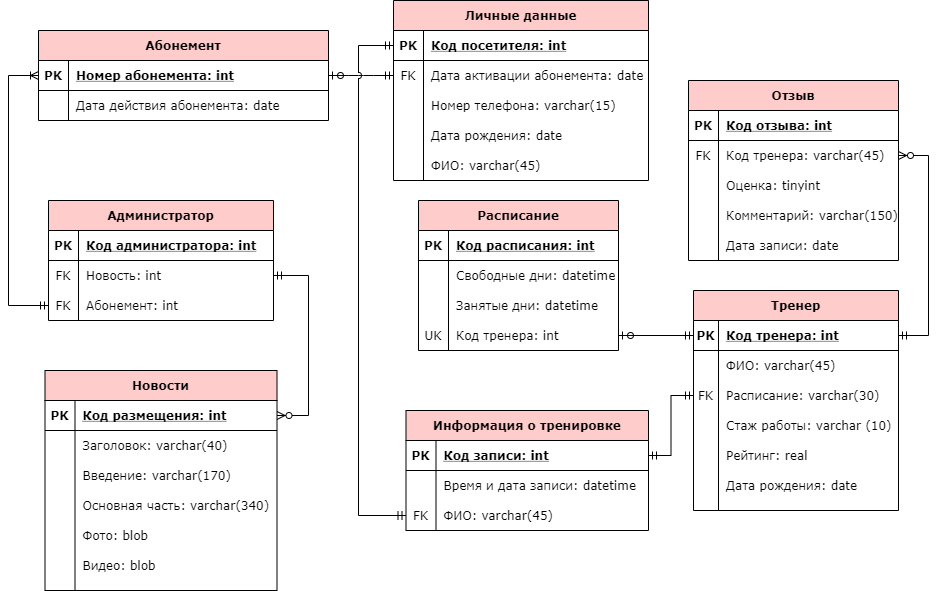 Абонемент
PK Номер абонемента: int
Дата действия абонемента: date
Личные данные
PK Код посетителя: int
FK Дата активации абонемента: date
Номер телефона: varchar(15)
Дата рождения: date
ФИО: varchar(45)
Отзыв
PK Код отзыва: int
FK Код тренера: varchar(45)
Оценка: tinyint
Комментарий: varchar(150)
Дата записи: date
Администратор
PK Код администратора: int
FK Новость: int
FK Абонемент: int
Расписание
PK Код расписания: int
Свободные дни: datetime
Занятые дни: datetime
UK Код тренера: int
Тренер
PK Код тренера: int
ФИО: varchar(45)
FK Расписание: varchar(30)
Стаж работы: varchar (10)
Рейтинг: real
Дата рождения: date
Новости
PK Код размещения: int
Заголовок: varchar(40)
Введение: varchar(170)
Основная часть: varchar(340)
Фото: blob
Видео: blob
Информация о тренировке
PK Код записи: int
Время и дата записи: datetime
FK ФИО: varchar(45)